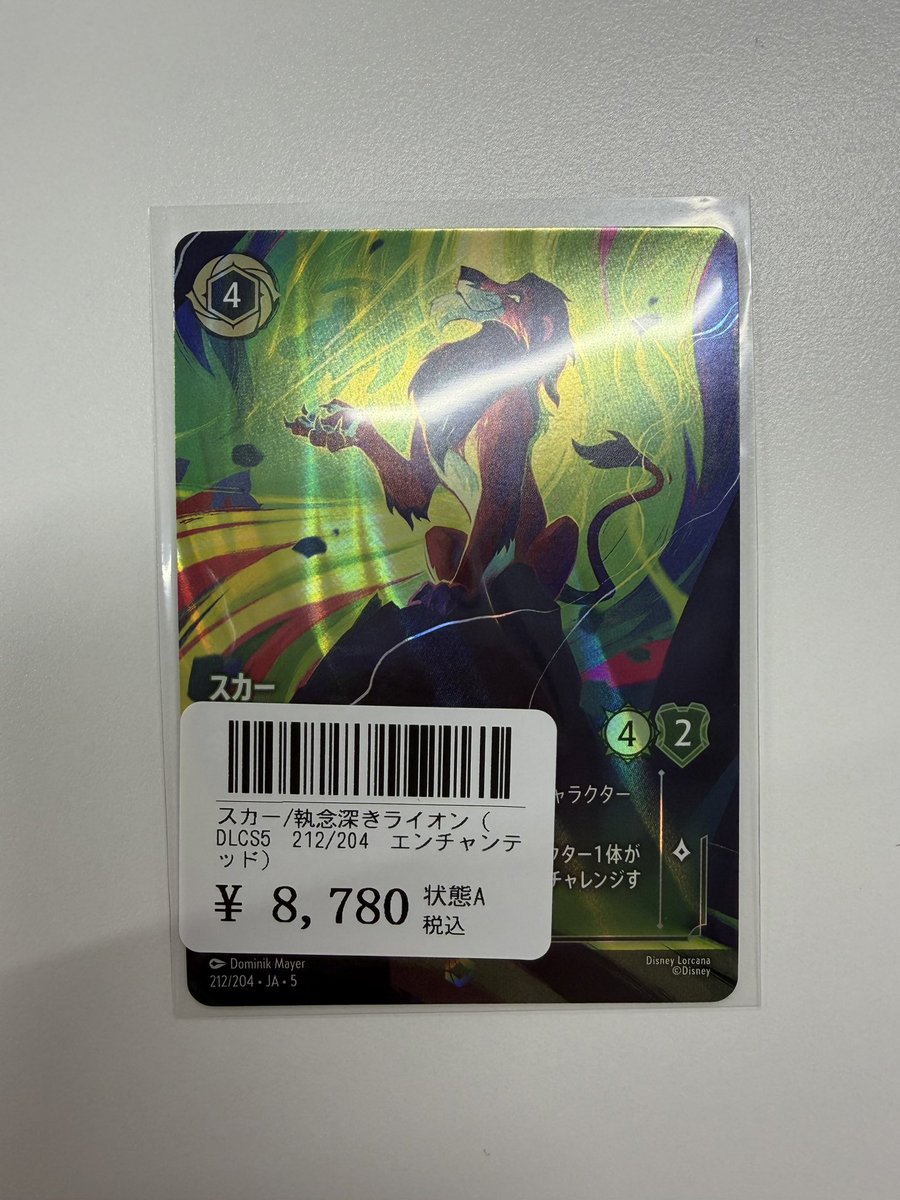 4
スカー
4 2
ャラクター
スカー/執念深きライオン（
DLCS5 212/204 エンチャンテ
ッド）
クター1体が
チャレンジす
¥ 8,780 状態A
税込
Dominik Mayer
212/204・JA・5
Disney Lorcana
©Disney